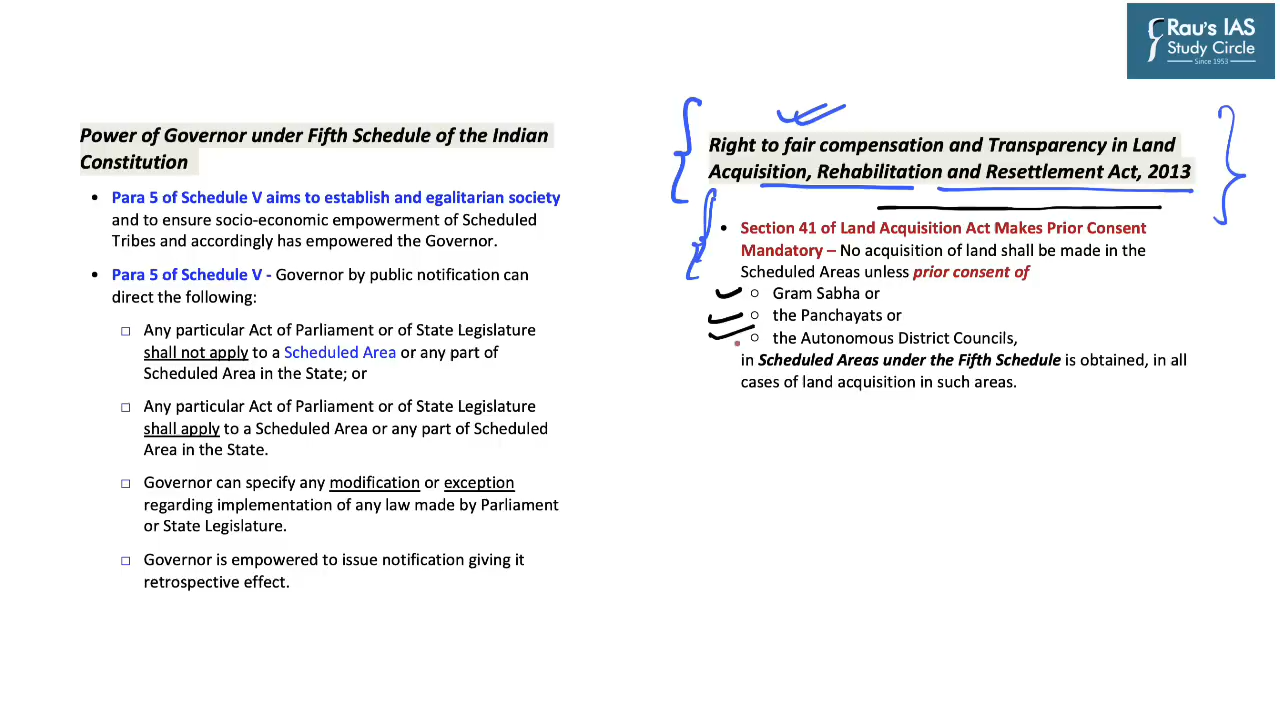 Rau's IAS
Study Circle
Since 1953
Power of Governor under Fifth Schedule of the Indian
Constitution
• Para 5 of Schedule V aims to establish and egalitarian society
and to ensure socio-economic empowerment of Scheduled
Tribes and accordingly has empowered the Governor.
• Para 5 of Schedule V - Governor by public notification can
direct the following:
□ Any particular Act of Parliament or of State Legislature
shall not apply to a Scheduled Area or any part of
Scheduled Area in the State; or
□ Any particular Act of Parliament or of State Legislature
shall apply to a Scheduled Area or any part of Scheduled
Area in the State.
□ Governor can specify any modification or exception
regarding implementation of any law made by Parliament
or State Legislature.
□ Governor is empowered to issue notification giving it
retrospective effect.
Right to fair compensation and Transparency in Land
Acquisition, Rehabilitation and Resettlement Act, 2013
• Section 41 of Land Acquisition Act Makes Prior Consent
Mandatory – No acquisition of land shall be made in the
Scheduled Areas unless prior consent of
○ Gram Sabha or
○ the Panchayats or
○ the Autonomous District Councils,
in Scheduled Areas under the Fifth Schedule is obtained, in all
cases of land acquisition in such areas.